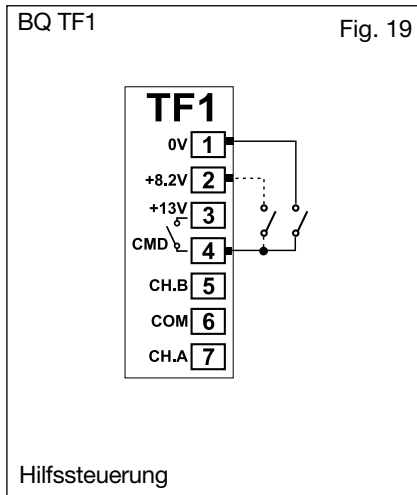 BQ TF1
Fig. 19
TF1
0V 1
+8.2V 2
+13V 3
CMD 4
CH.B 5
COM 6
CH.A 7
Hilfssteuerung